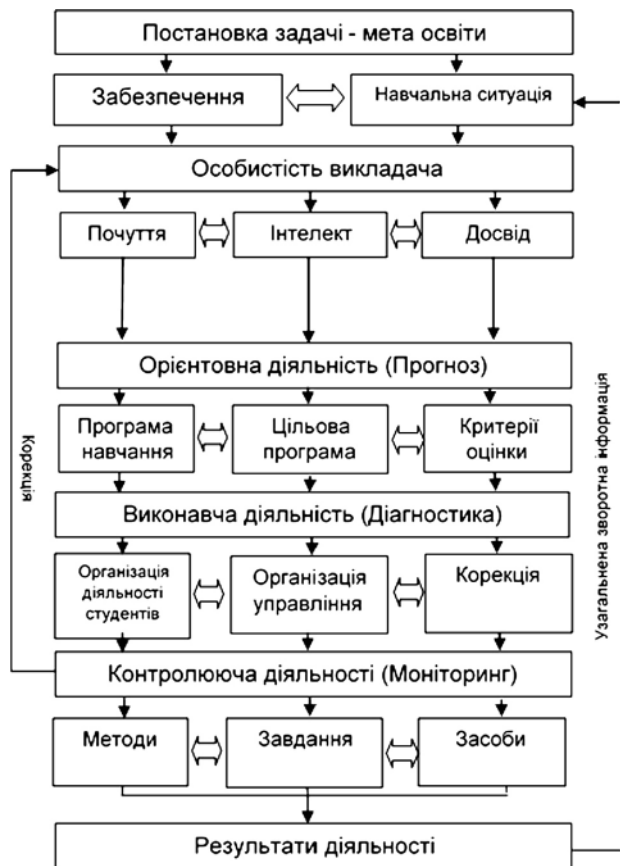 Постановка задачі - мета освіти
Забезпечення
Навчальна ситуація
Особистість викладача
Почуття
Інтелект
Досвід
Орієнтовна діяльність (Прогноз)
Програма
навчання
Цільова
програма
Критерії
оцінки
Виконавча діяльність (Діагностика)
Організація
діяльності
студентів
Організація
управління
Корекція
Контролююча діяльності (Моніторинг)
Методи
Завдання
Засоби
Результати діяльності
Корекція
Узагальнена зворотна інформація